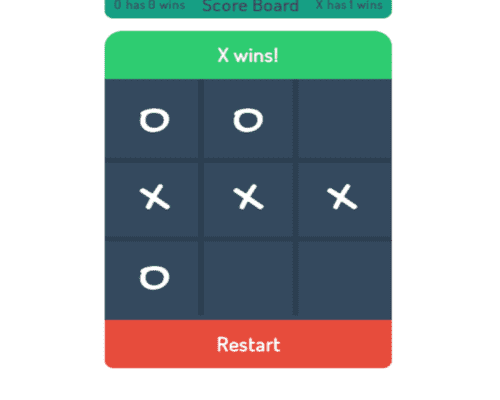 O has 0 wins Score Board X has 1 wins
X wins!
O O
X X X
O
Restart